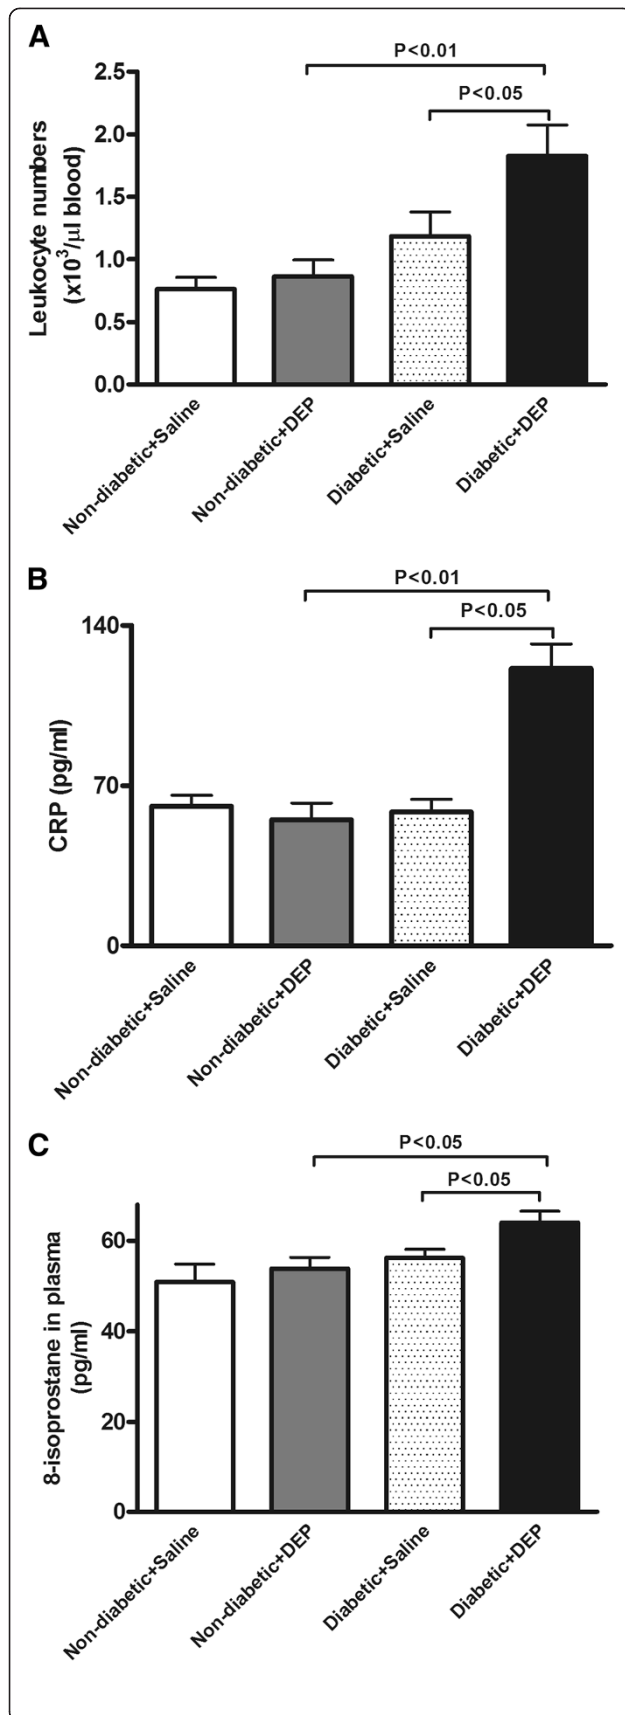 A
P<0.01
P<0.05
Leukocyte numbers
(x10³/μl blood)
2.5
2.0
1.5
1.0
0.5
0.0
Non-diabetic+Saline
Non-diabetic+DEP
Diabetic+Saline
Diabetic+DEP
B
P<0.01
P<0.05
CRP (pg/ml)
140
70
0
Non-diabetic+Saline
Non-diabetic+DEP
Diabetic+Saline
Diabetic+DEP
C
P<0.05
P<0.05
8-isoprostane in plasma
(pg/ml)
60
40
20
0
Non-diabetic+Saline
Non-diabetic+DEP
Diabetic+Saline
Diabetic+DEP